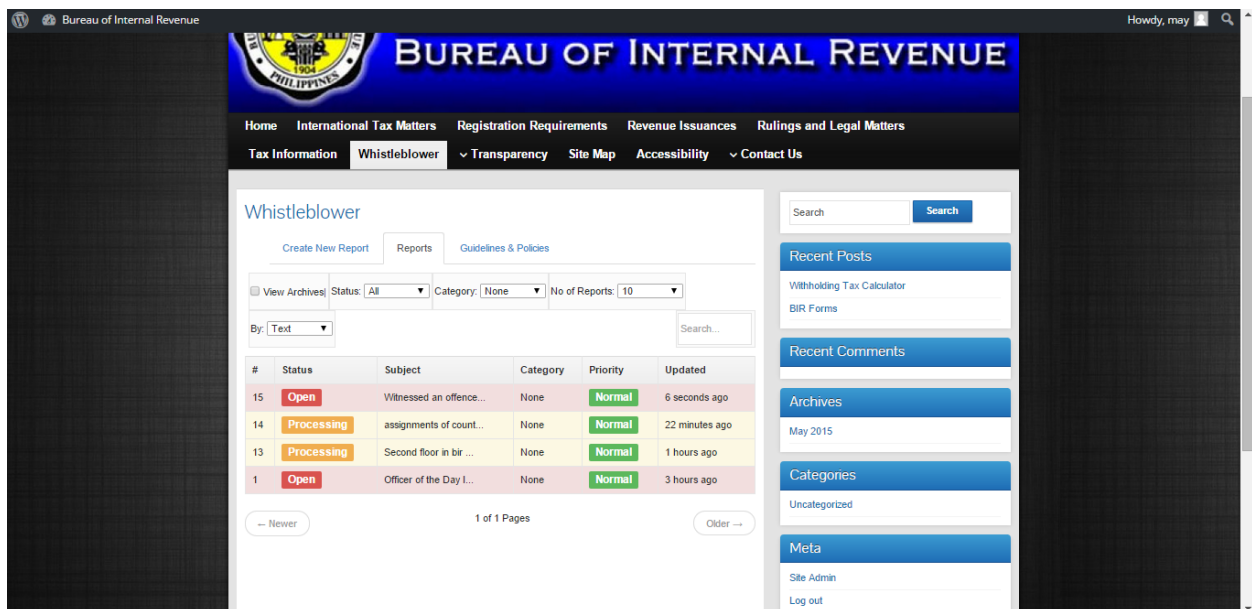 Bureau of Internal Revenue
Howdy, may
1904
PHILIPPINES
BUREAU OF INTERNAL REVENUE
Home International Tax Matters Registration Requirements Revenue Issuances Rulings and Legal Matters
Tax Information Whistleblower Transparency Site Map Accessibility Contact Us
Whistleblower
Create New Report Reports Guidelines & Policies
View Archives| Status: All Category: None No of Reports: 10
By: Text Search...
# Status Subject Category Priority Updated
15 Open Witnessed an offence... None Normal 6 seconds ago
14 Processing assignments of count... None Normal 22 minutes ago
13 Processing Second floor in bir ... None Normal 1 hours ago
1 Open Officer of the Day I... None Normal 3 hours ago
← Newer 1 of 1 Pages Older →
Search Search
Recent Posts
Withholding Tax Calculator
BIR Forms
Recent Comments
Archives
May 2015
Categories
Uncategorized
Meta
Site Admin
Log out